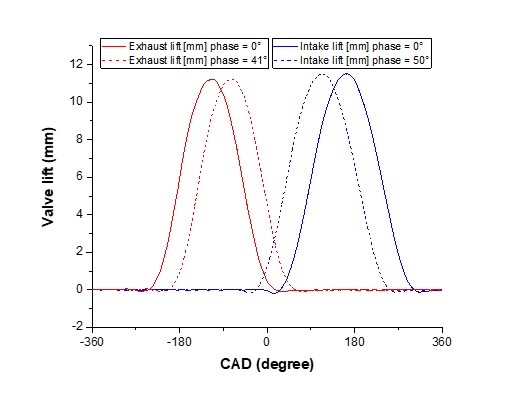 Exhaust lift [mm] phase = 0°
Exhaust lift [mm] phase = 41°
Intake lift [mm] phase = 0°
Intake lift [mm] phase = 50°
12
10
8
6
4
2
0
-2
Valve lift (mm)
-360 -180 0 180 360
CAD (degree)